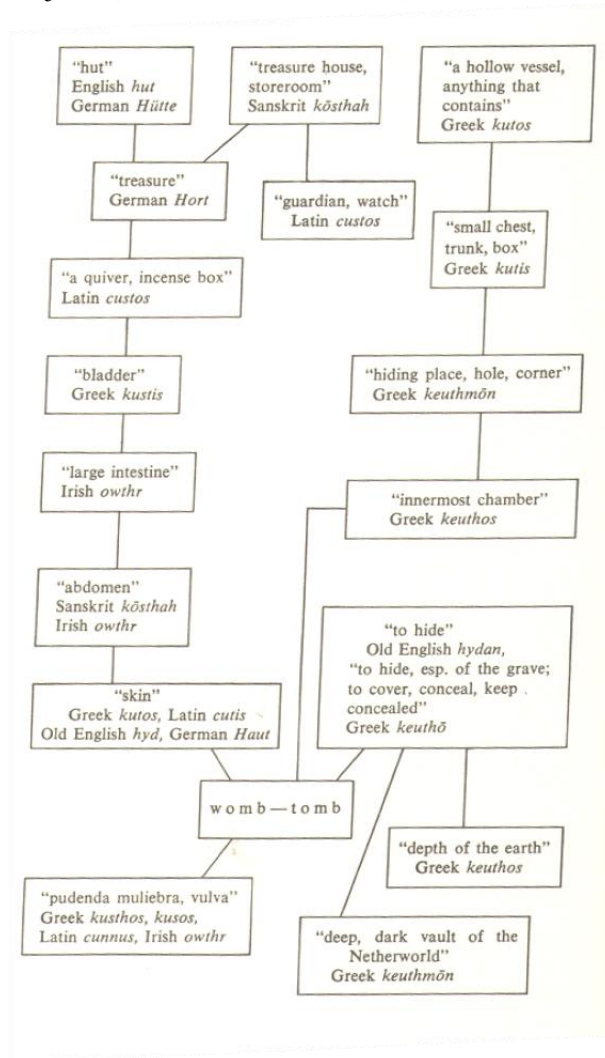 "hut"
English hut
German Hütte
"treasure house,
storeroom"
Sanskrit kōsthah
"a hollow vessel,
anything that
contains"
Greek kutos
"treasure"
German Hort
"guardian, watch"
Latin custos
"small chest,
trunk, box"
Greek kutis
"a quiver, incense box"
Latin custos
"bladder"
Greek kustis
"hiding place, hole, corner"
Greek keuthmōn
"large intestine"
Irish owthr
"innermost chamber"
Greek keuthos
"abdomen"
Sanskrit kōsthah
Irish owthr
"to hide"
Old English hydan,
"to hide, esp. of the grave;
to cover, conceal, keep
concealed"
Greek keuthō
"skin"
Greek kutos, Latin cutis
Old English hyd, German Haut
womb—tomb
"depth of the earth"
Greek keuthos
"pudenda muliebra, vulva"
Greek kusthos, kusos,
Latin cunnus, Irish owthr
"deep, dark vault of the
Netherworld"
Greek keuthmōn